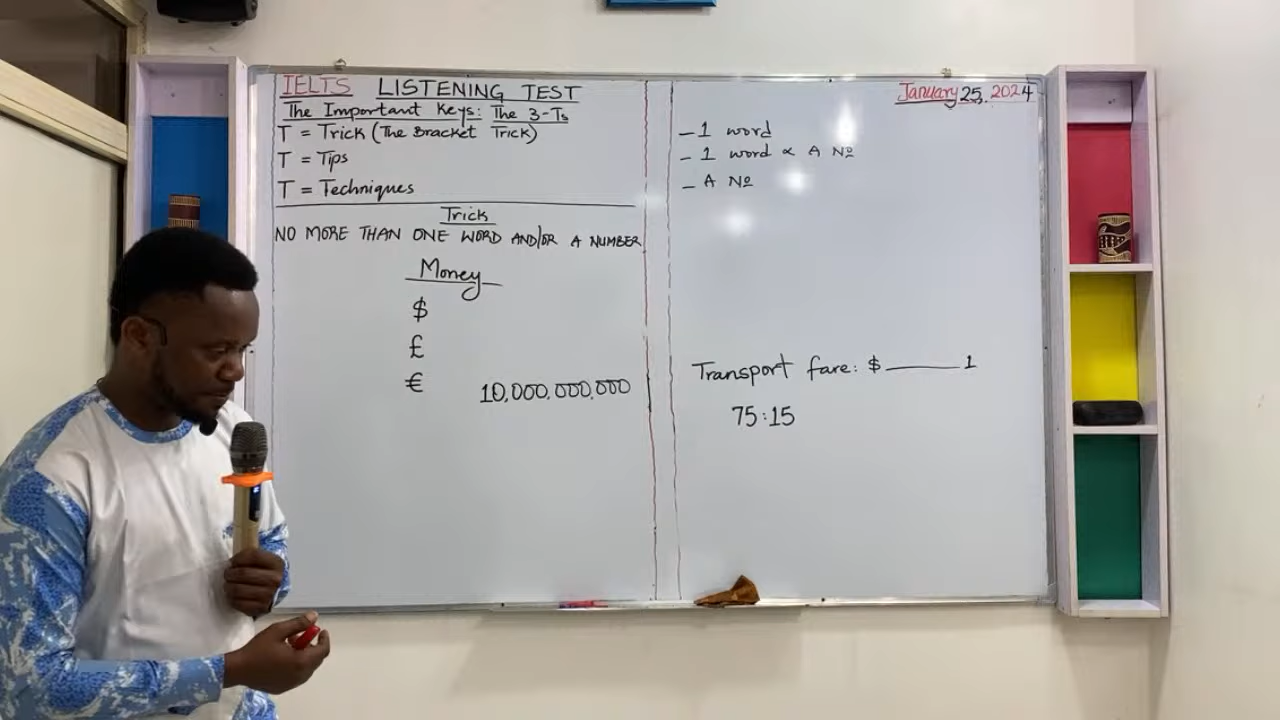 IELTS LISTENING TEST
The Important Keys: The 3-Ts
T = Trick (The Bracket Trick)
T = Tips
T = Techniques
Trick
NO MORE THAN ONE WORD AND/OR A NUMBER
Money
$
£
€ 10,000,000,000
January 25, 2024
- 1 word
- 1 word & A No
- A No
Transport fare: $ ______ 1
75:15